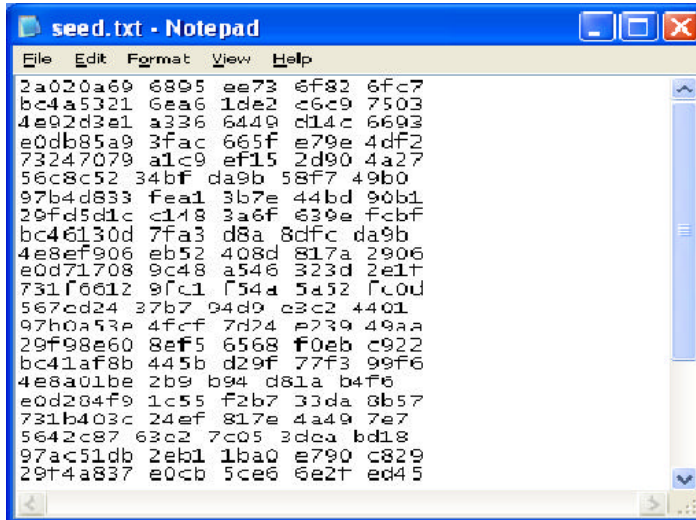 seed.txt - Notepad
File Edit Format View Help
2a020a69 6895 ee73 6f82 6fc7
bc4a5321 6ea6 1de2 c6c9 7503
4e92d3e1 a336 6449 d14c 6693
e0db85a9 3fac 665f e79e 4df2
73247079 a1c9 ef15 2d90 4a27
56c8c52 34bf da9b 58f7 49b0
97b4d833 fea1 3b7e 44bd 90b1
29fd5d1c c148 3a6f 639e fcbf
bc46130d 7fa3 d8a 8dfc da9b
4e8ef906 eb52 408d 817a 2906
e0d71708 9c48 a546 323d 2e1f
731f6612 9fc1 f54a 5a52 fc0d
567cd24 37b7 94d9 c3c2 4401
97b0a53e 4fcf 7d24 e239 49aa
29f98e60 8ef5 6568 f0eb c922
bc41af8b 445b d29f 77f3 99f6
4e8a01be 2b9 b94 d81a b4f6
e0d284f9 1c55 f2b7 33da 8b57
731b403c 24ef 817e 4a49 7e7
5642c87 63c2 7c05 3dea bd18
97ac51db 2eb1 1ba0 e790 c829
29f4a837 e0cb 5ce6 6e2f ed45